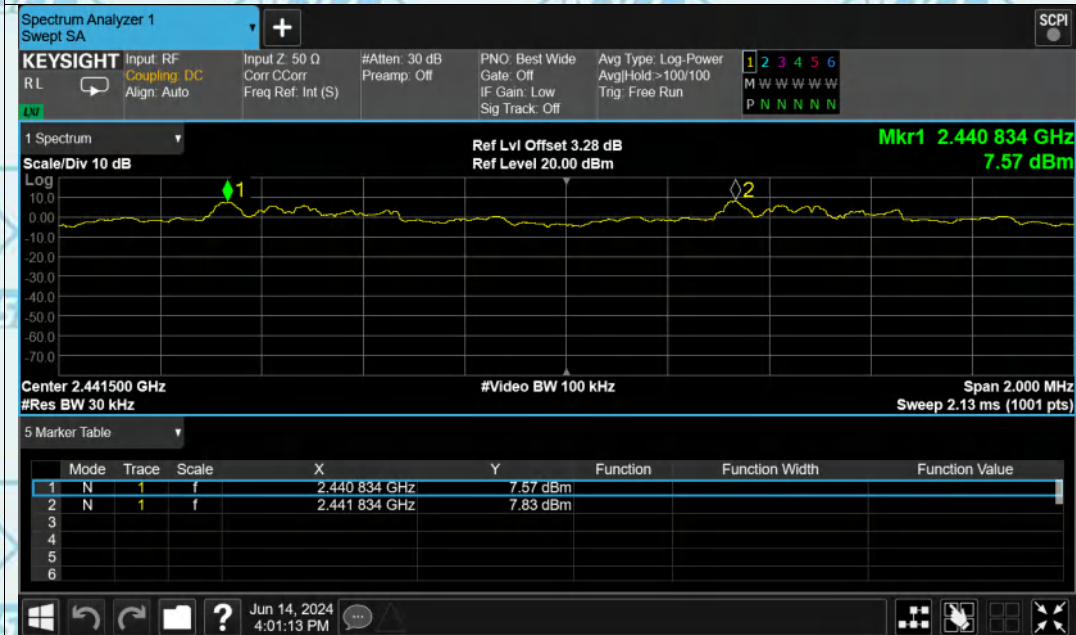 Spectrum Analyzer 1
Swept SA
+
SCPI
KEYSIGHT
RL
LXI
Input: RF
Coupling: DC
Align: Auto
Input Z: 50 Ω
Corr CCorr
Freq Ref: Int (S)
#Atten: 30 dB
Preamp: Off
PNO: Best Wide
Gate: Off
IF Gain: Low
Sig Track: Off
Avg Type: Log-Power
Avg|Hold:>100/100
Trig: Free Run
1 2 3 4 5 6
M W W W W W
P N N N N N
1 Spectrum
Scale/Div 10 dB
Ref Lvl Offset 3.28 dB
Ref Level 20.00 dBm
Mkr1 2.440 834 GHz
7.57 dBm
Log
10.0
0.00
-10.0
-20.0
-30.0
-40.0
-50.0
-60.0
-70.0
1
2
Center 2.441500 GHz
#Video BW 100 kHz
Span 2.000 MHz
#Res BW 30 kHz
Sweep 2.13 ms (1001 pts)
5 Marker Table
Mode Trace Scale X Y Function Function Width Function Value
1 N 1 f 2.440 834 GHz 7.57 dBm
2 N 1 f 2.441 834 GHz 7.83 dBm
3
4
5
6
?
Jun 14, 2024
4:01:13 PM